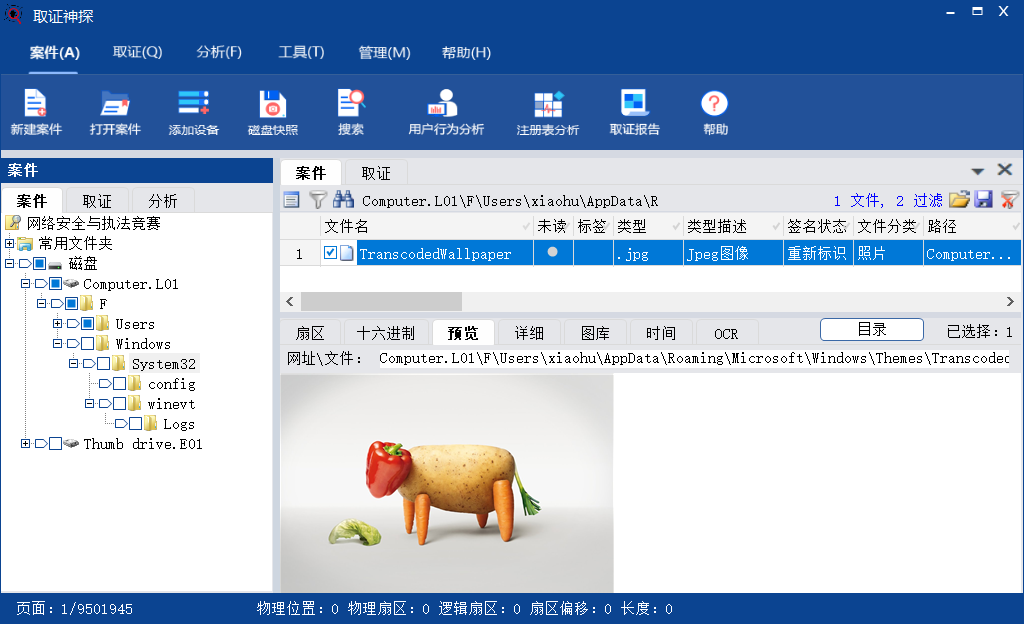 取证神探
案件(A) 取证(Q) 分析(F) 工具(T) 管理(M) 帮助(H)
新建案件 打开案件 添加设备 磁盘快照 搜索 用户行为分析 注册表分析 取证报告 帮助
案件
案件 取证 分析
网络安全与执法竞赛
常用文件夹
磁盘
Computer.L01
F
Users
Windows
System32
config
winevt
Logs
Thumb drive.E01
案件 取证
Computer.L01\F\Users\xiaohu\AppData\R 1 文件, 2 过滤
文件名 未读 标签 类型 类型描述 签名状态 文件分类 路径
1 TranscodedWallpaper .jpg Jpeg图像 重新标识 照片 Computer...
扇区 十六进制 预览 详细 图库 时间 OCR 目录 已选择: 1
网址\文件: Computer.L01\F\Users\xiaohu\AppData\Roaming\Microsoft\Windows\Themes\Transcoded
页面: 1/9501945 物理位置: 0 物理扇区: 0 逻辑扇区: 0 扇区偏移: 0 长度: 0